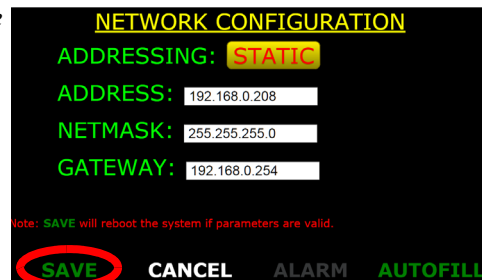 NETWORK CONFIGURATION
ADDRESSING: STATIC
ADDRESS: 192.168.0.208
NETMASK: 255.255.255.0
GATEWAY: 192.168.0.254
Note: SAVE will reboot the system if parameters are valid.
SAVE CANCEL ALARM AUTOFILL